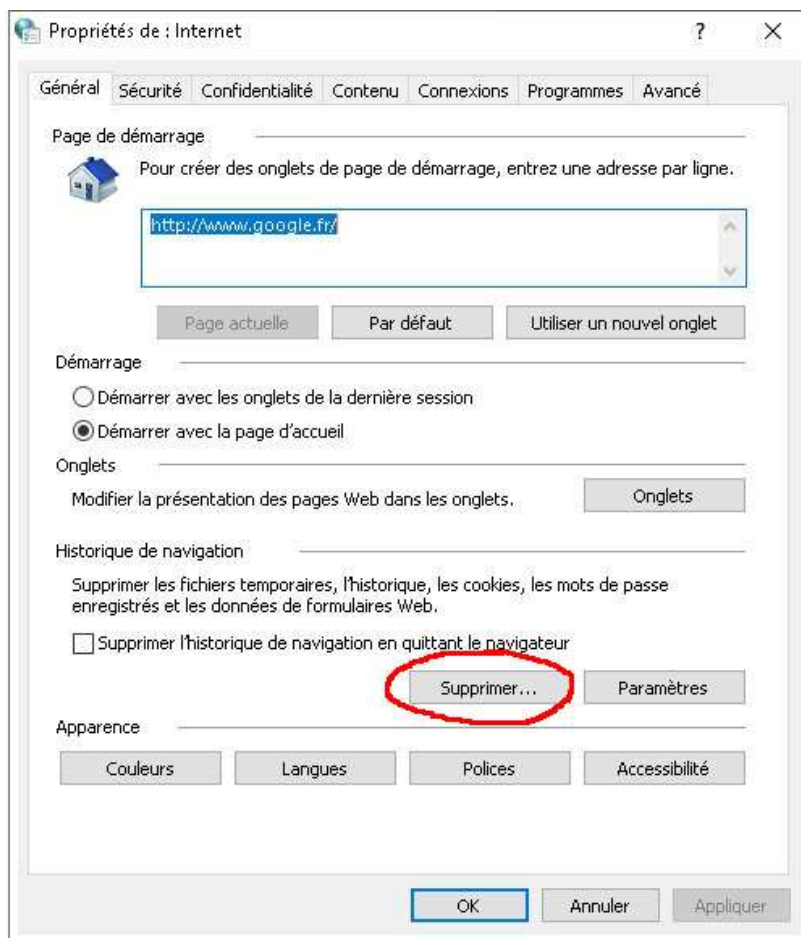 Propriétés de : Internet
?
Général Sécurité Confidentialité Contenu Connexions Programmes Avancé
Page de démarrage
Pour créer des onglets de page de démarrage, entrez une adresse par ligne.
http://www.google.fr/
Page actuelle Par défaut Utiliser un nouvel onglet
Démarrage
Démarrer avec les onglets de la dernière session
Démarrer avec la page d'accueil
Onglets
Modifier la présentation des pages Web dans les onglets. Onglets
Historique de navigation
Supprimer les fichiers temporaires, l'historique, les cookies, les mots de passe
enregistrés et les données de formulaires Web.
Supprimer l'historique de navigation en quittant le navigateur
Supprimer... Paramètres
Apparence
Couleurs Langues Polices Accessibilité
OK Annuler Appliquer